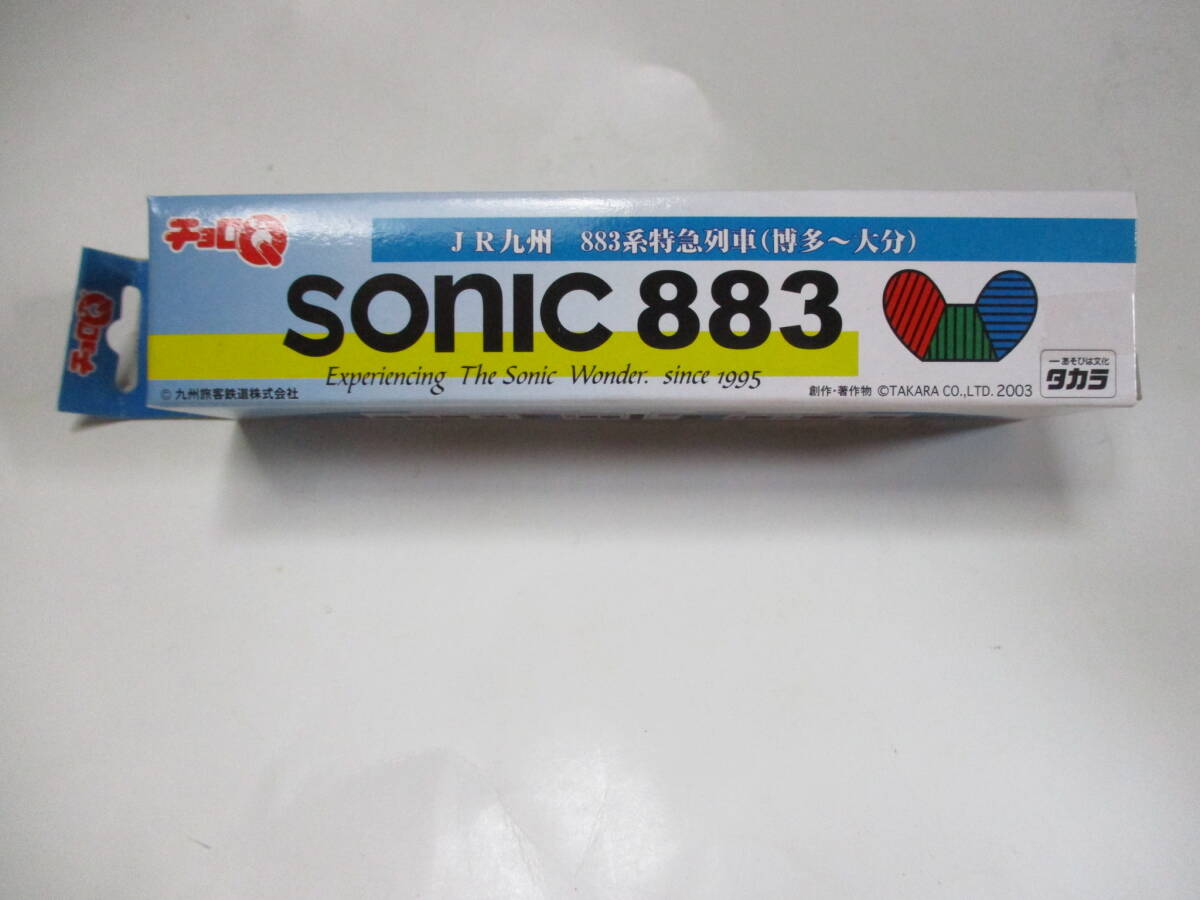 チョロQ
チョロQ
JR九州 883系特急列車(博多～大分)
sonic 883
Experiencing The Sonic Wonder. since 1995
© 九州旅客鉄道株式会社
創作・著作物 ©TAKARA CO.,LTD. 2003
ーあそびは文化
タカラ